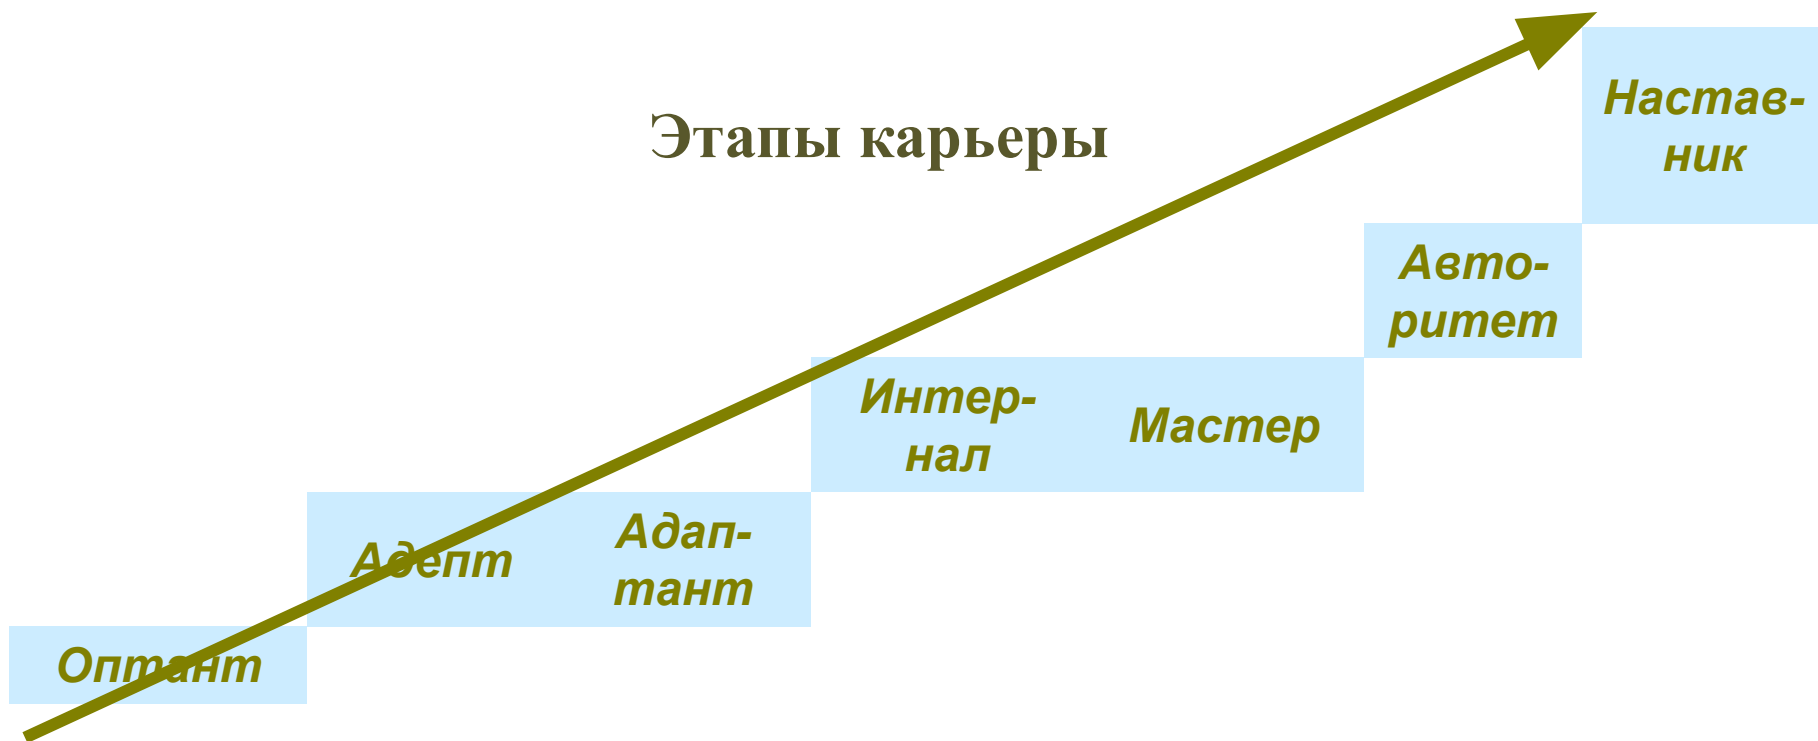 Этапы карьеры
Настав-
ник
Авто-
ритет
Интер-
нал
Мастер
Адепт
Адап-
тант
Оптант